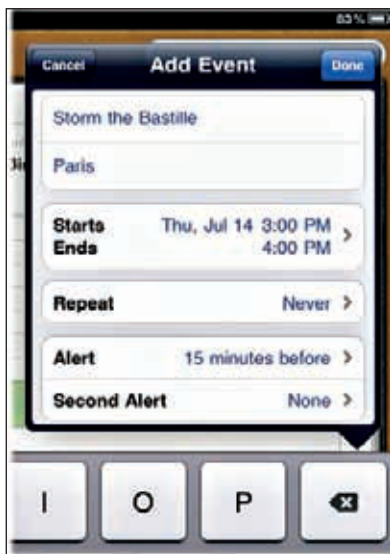 83%
Cancel Add Event Done
Storm the Bastille
Paris
Starts Thu, Jul 14 3:00 PM
Ends 4:00 PM
Repeat Never
Alert 15 minutes before
Second Alert None
I O P